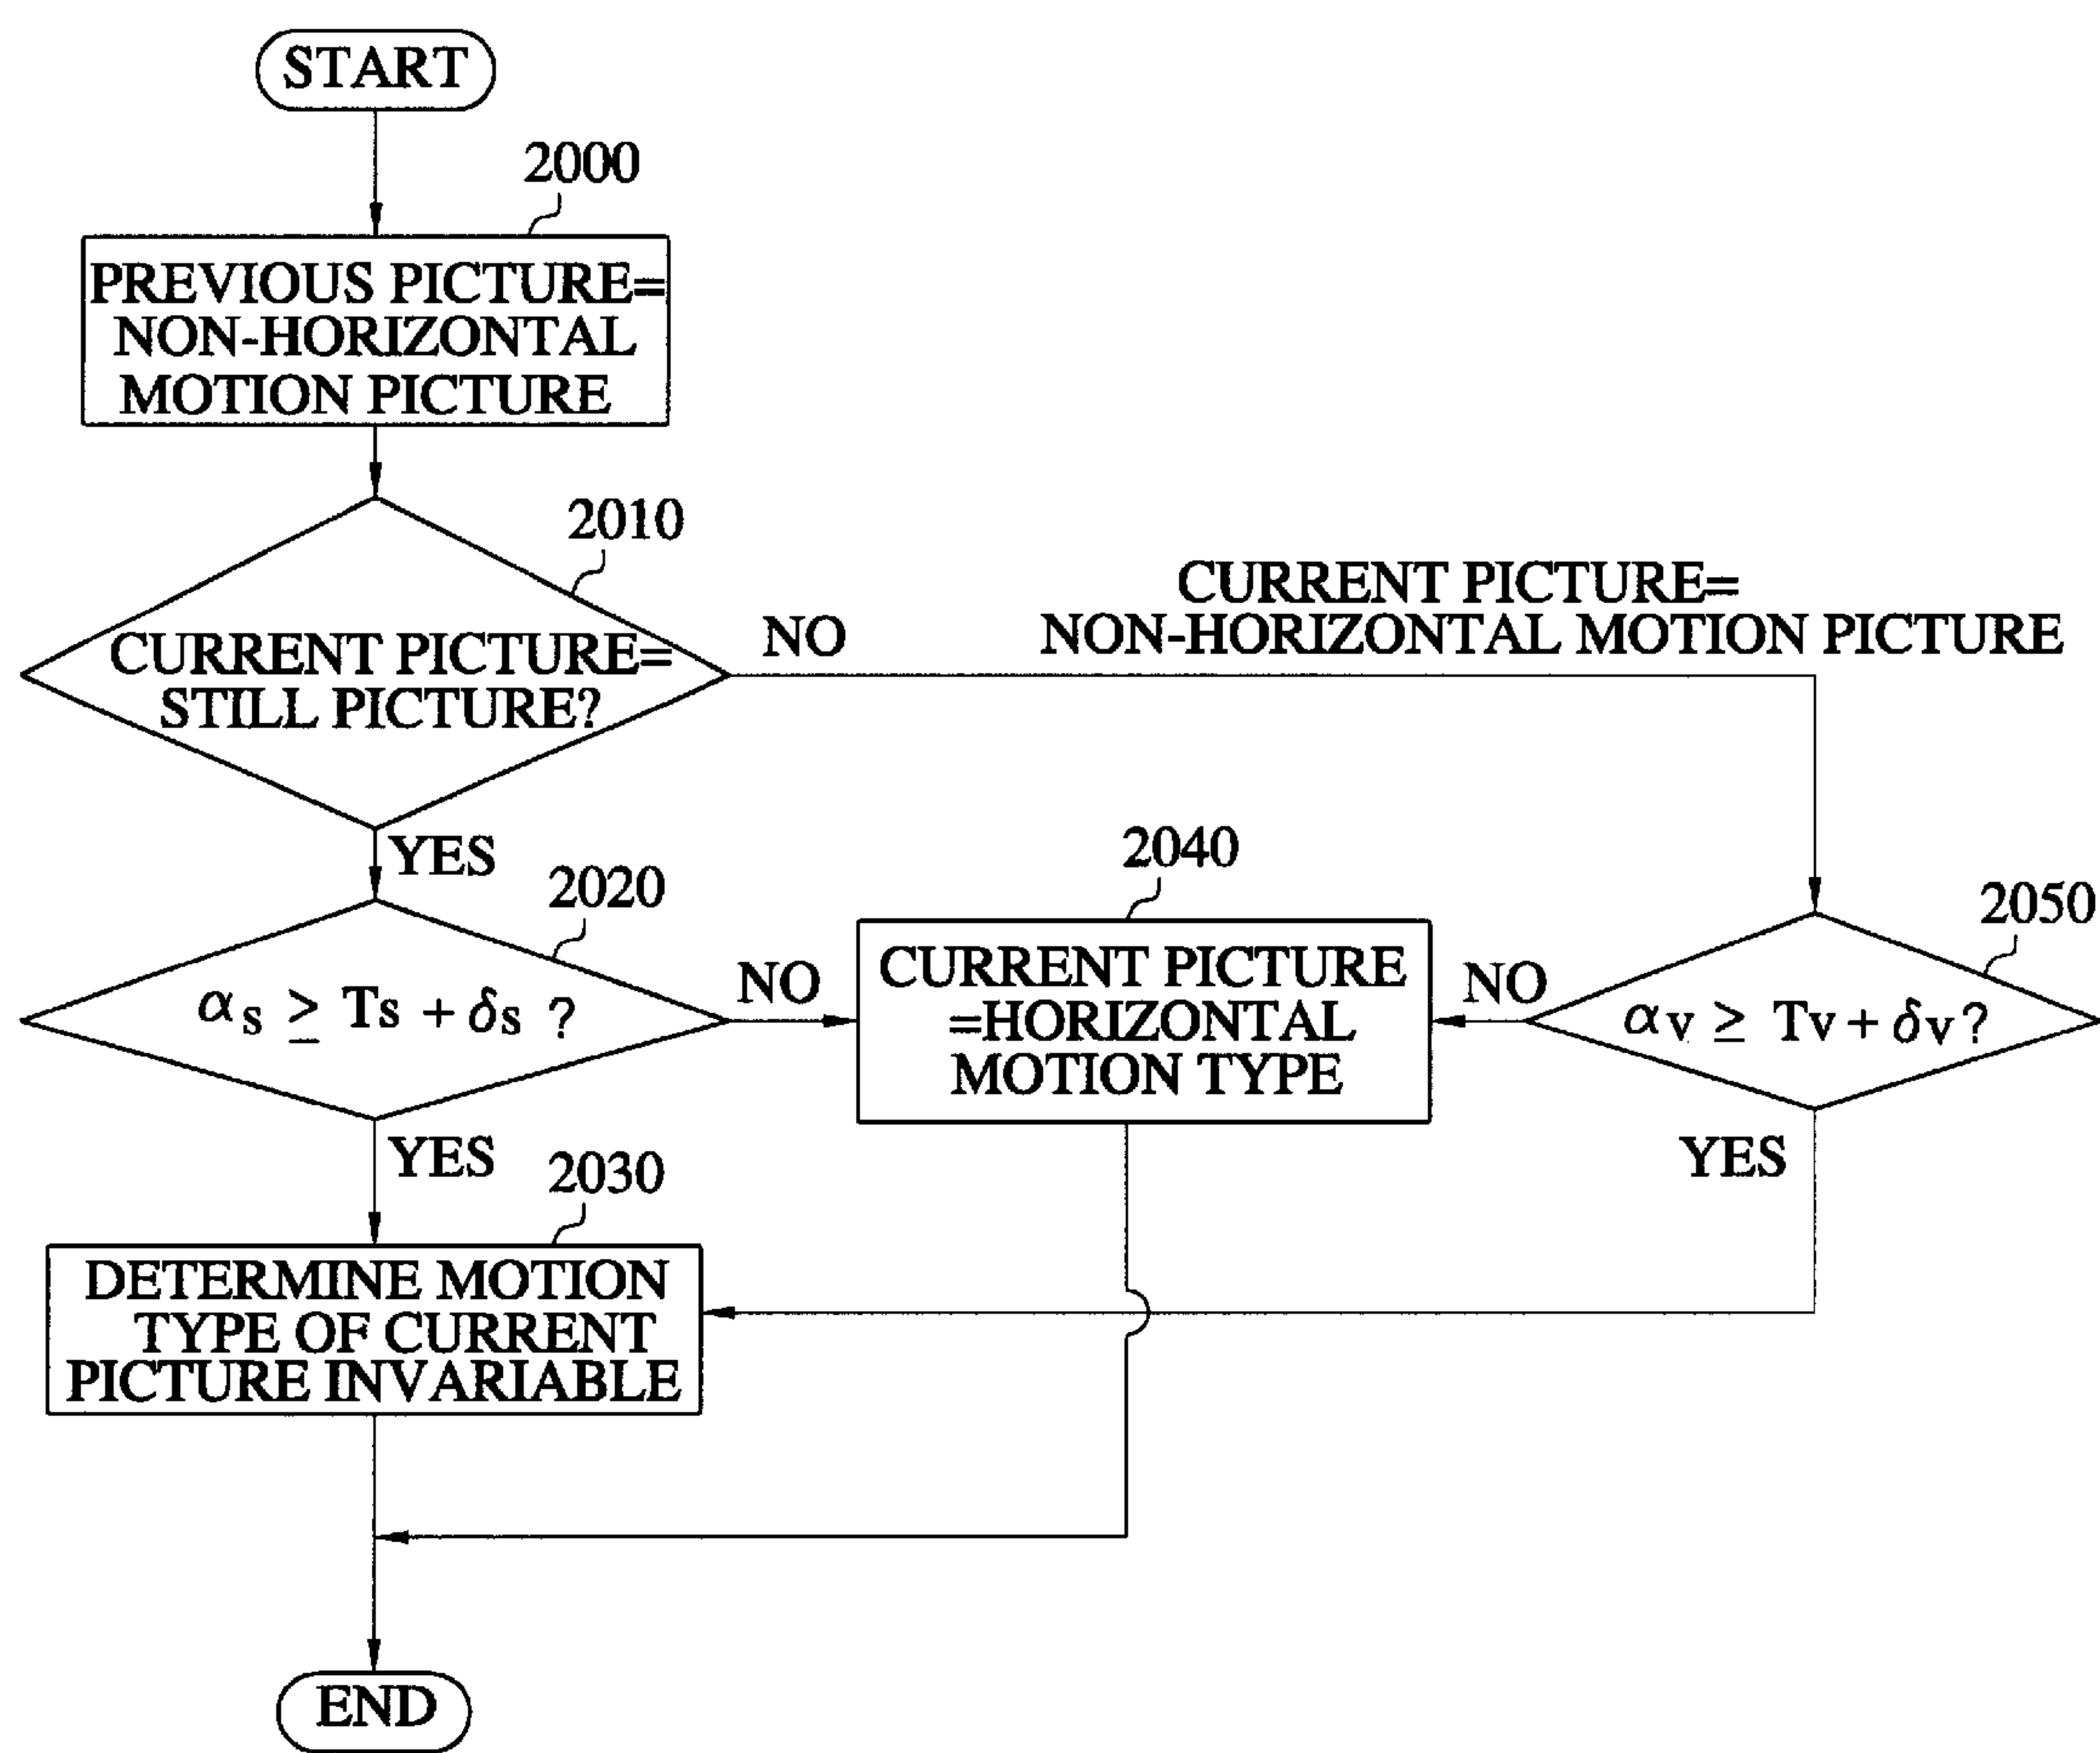 START
2000
PREVIOUS PICTURE=
NON-HORIZONTAL
MOTION PICTURE
2010
CURRENT PICTURE=
STILL PICTURE?
NO
CURRENT PICTURE=
NON-HORIZONTAL MOTION PICTURE
YES
2020
αs ≥ Ts + δs ?
NO
2040
CURRENT PICTURE
=HORIZONTAL
MOTION TYPE
NO
2050
αv ≥ Tv + δv?
YES
YES
2030
DETERMINE MOTION
TYPE OF CURRENT
PICTURE INVARIABLE
END